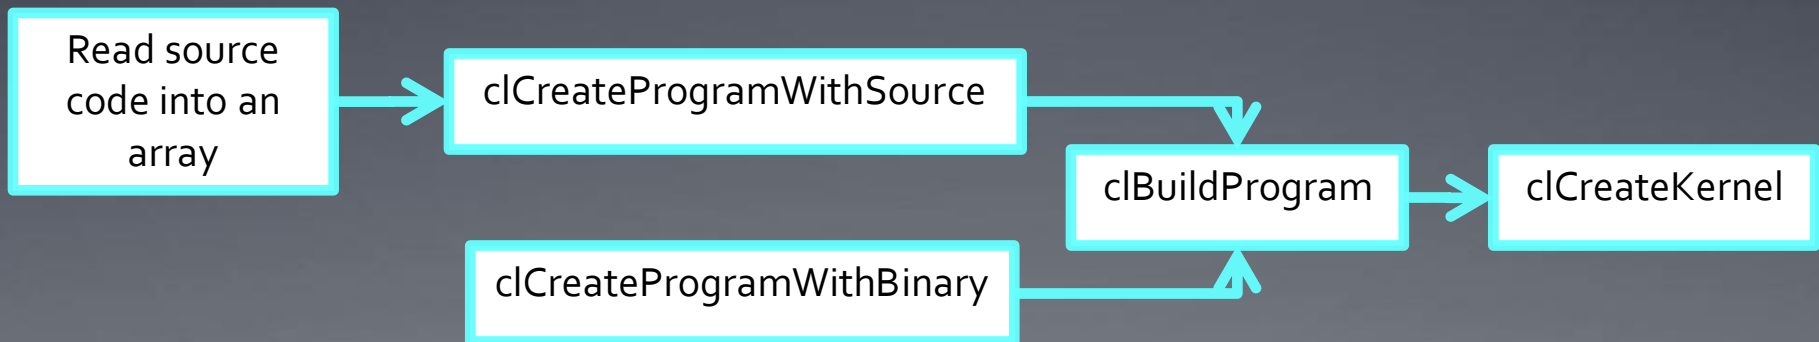 Read source
code into an
array
clCreateProgramWithSource
clBuildProgram
clCreateKernel
clCreateProgramWithBinary